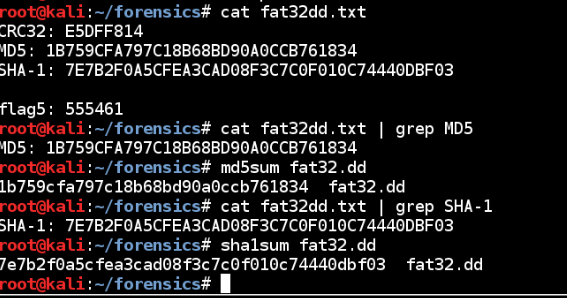 root@kali:~/forensics# cat fat32dd.txt
CRC32: E5DFF814
MD5: 1B759CFA797C18B68BD90A0CCB761834
SHA-1: 7E7B2F0A5CFEA3CAD08F3C7C0F010C74440DBF03
flag5: 555461
root@kali:~/forensics# cat fat32dd.txt | grep MD5
MD5: 1B759CFA797C18B68BD90A0CCB761834
root@kali:~/forensics# md5sum fat32.dd
1b759cfa797c18b68bd90a0ccb761834  fat32.dd
root@kali:~/forensics# cat fat32dd.txt | grep SHA-1
SHA-1: 7E7B2F0A5CFEA3CAD08F3C7C0F010C74440DBF03
root@kali:~/forensics# sha1sum fat32.dd
7e7b2f0a5cfea3cad08f3c7c0f010c74440dbf03  fat32.dd
root@kali:~/forensics#